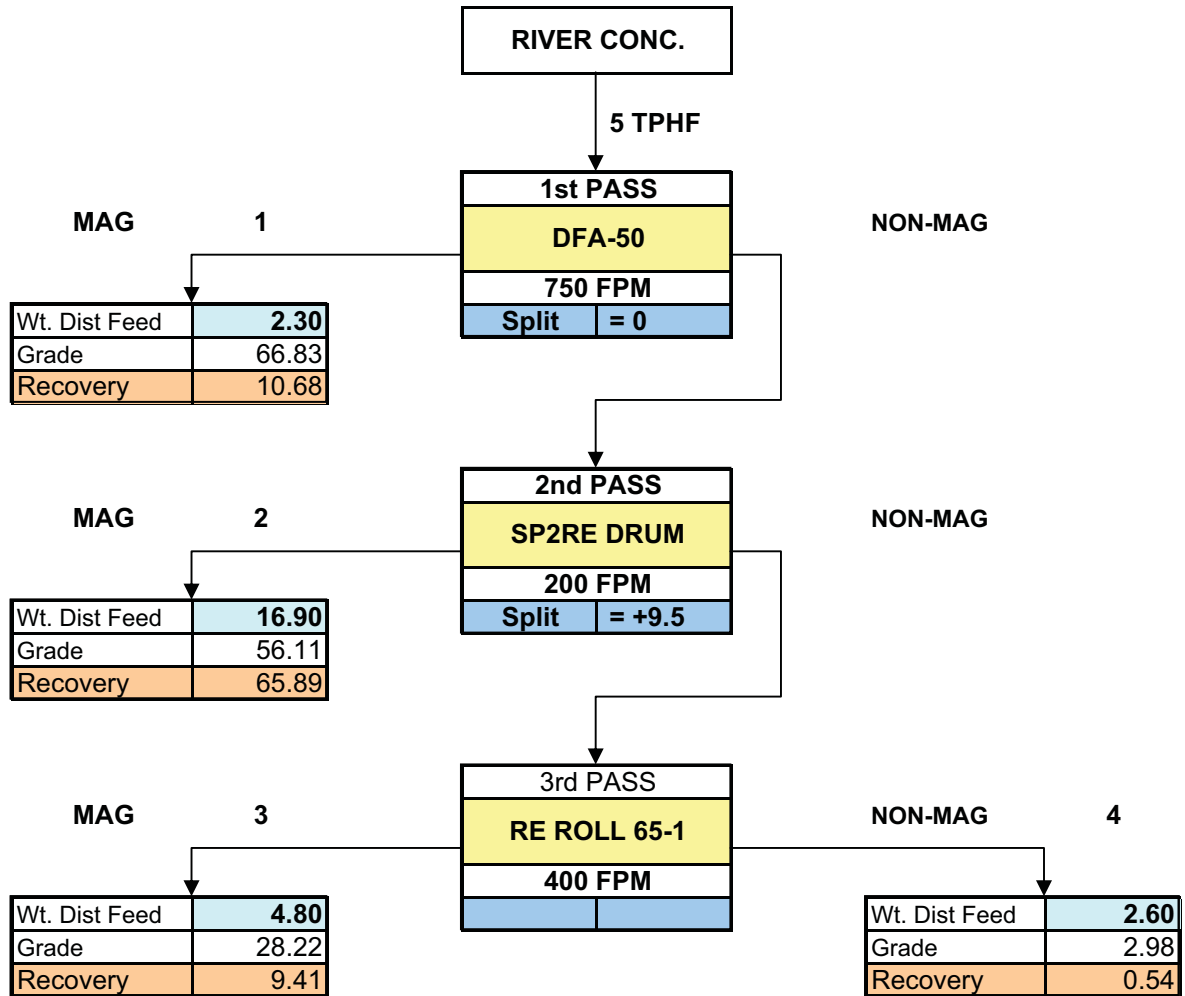 RIVER CONC.
5 TPHF
1st PASS
MAG 1 NON-MAG
DFA-50
750 FPM
Split = 0
Wt. Dist Feed 2.30
Grade 66.83
Recovery 10.68
2nd PASS
MAG 2 NON-MAG
SP2RE DRUM
200 FPM
Split = +9.5
Wt. Dist Feed 16.90
Grade 56.11
Recovery 65.89
3rd PASS
MAG 3 NON-MAG 4
RE ROLL 65-1
400 FPM
Wt. Dist Feed 4.80
Grade 28.22
Recovery 9.41
Wt. Dist Feed 2.60
Grade 2.98
Recovery 0.54